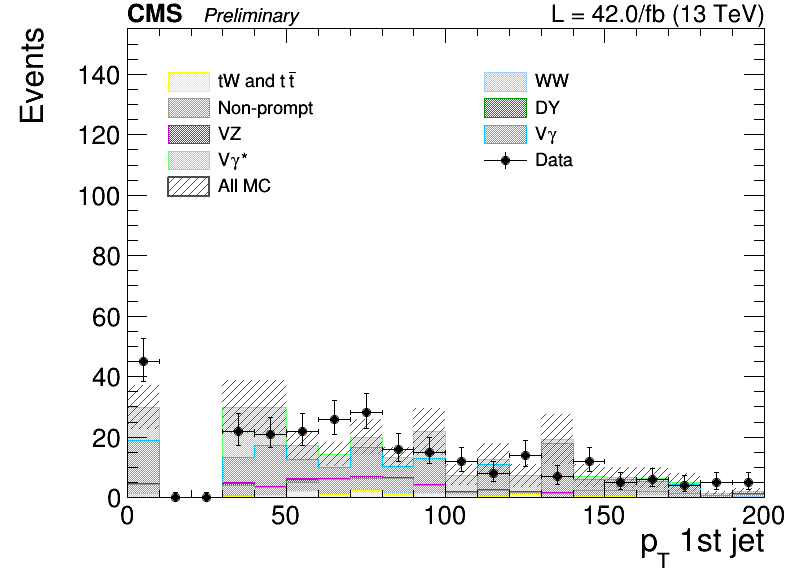 CMS Preliminary L = 42.0/fb (13 TeV)
Events
140
120
100
80
60
40
20
0
tW and t t̄
Non-prompt
VZ
Vγ*
All MC
WW
DY
Vγ
Data
0 50 100 150 200
p_T 1st jet